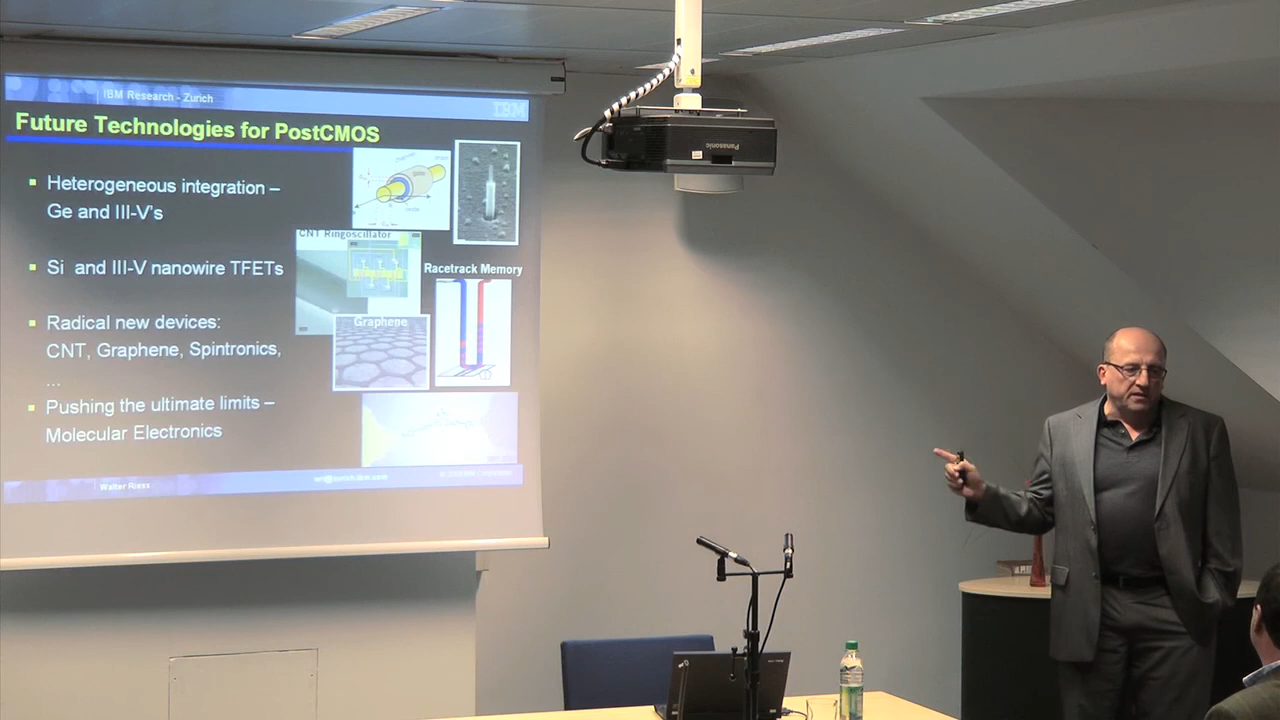 IBM Research - Zurich
IBM
Future Technologies for PostCMOS
Heterogeneous integration –
Ge and III-V's
Si and III-V nanowire TFETs
Radical new devices:
CNT, Graphene, Spintronics,
...
Pushing the ultimate limits –
Molecular Electronics
CNT Ringoscillator
Racetrack Memory
Graphene
Walter Riess
Panasonic